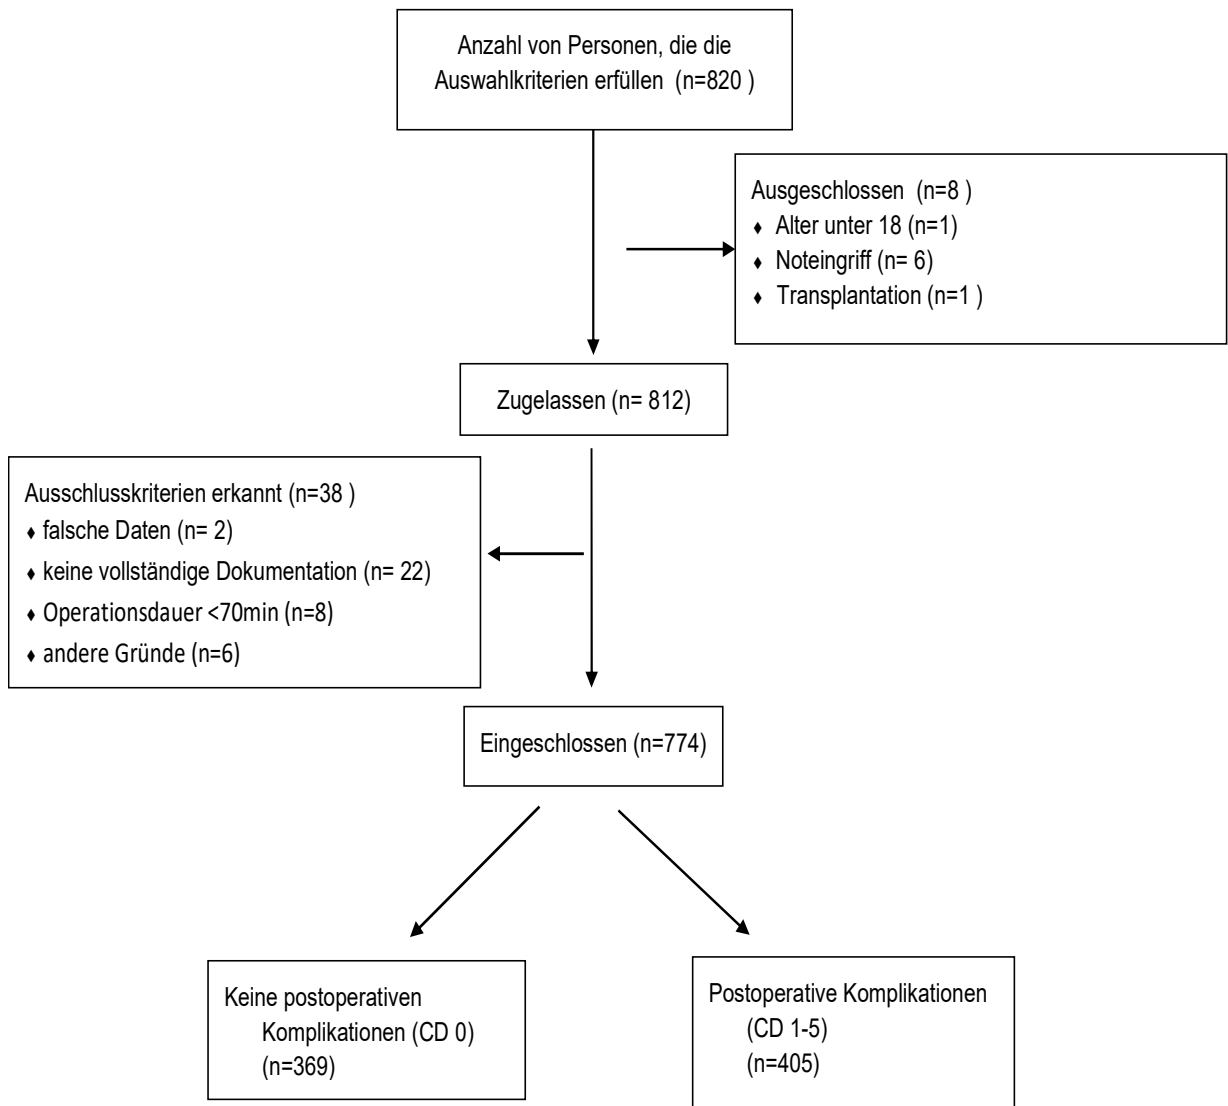 Anzahl von Personen, die die
Auswahlkriterien erfüllen (n=820 )
Ausgeschlossen (n=8 )
♦ Alter unter 18 (n=1)
♦ Noteingriff (n= 6)
♦ Transplantation (n=1 )
Zugelassen (n= 812)
Ausschlusskriterien erkannt (n=38 )
♦ falsche Daten (n= 2)
♦ keine vollständige Dokumentation (n= 22)
♦ Operationsdauer <70min (n=8)
♦ andere Gründe (n=6)
Eingeschlossen (n=774)
Keine postoperativen
Komplikationen (CD 0)
(n=369)
Postoperative Komplikationen
(CD 1-5)
(n=405)